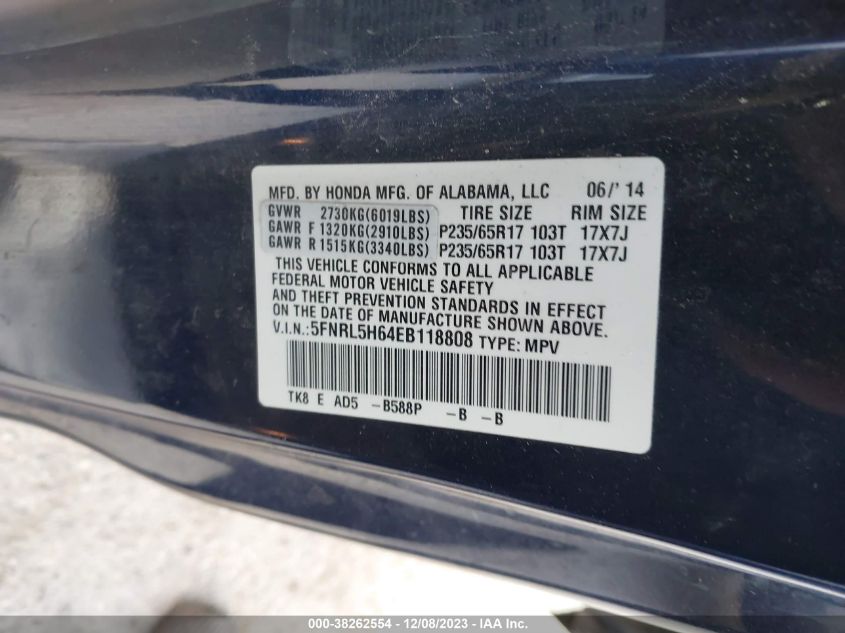 MFD. BY HONDA MFG. OF ALABAMA, LLC 06/' 14
GVWR 2730KG(6019LBS) TIRE SIZE RIM SIZE
GAWR F 1320KG(2910LBS) P235/65R17 103T 17X7J
GAWR R 1515KG(3340LBS) P235/65R17 103T 17X7J
THIS VEHICLE CONFORMS TO ALL APPLICABLE
FEDERAL MOTOR VEHICLE SAFETY
AND THEFT PREVENTION STANDARDS IN EFFECT
ON THE DATE OF MANUFACTURE SHOWN ABOVE.
V.I.N.:5FNRL5H64EB118808 TYPE: MPV
TK8 E AD5 -B588P -B -B
000-38262554 - 12/08/2023 - IAA Inc.